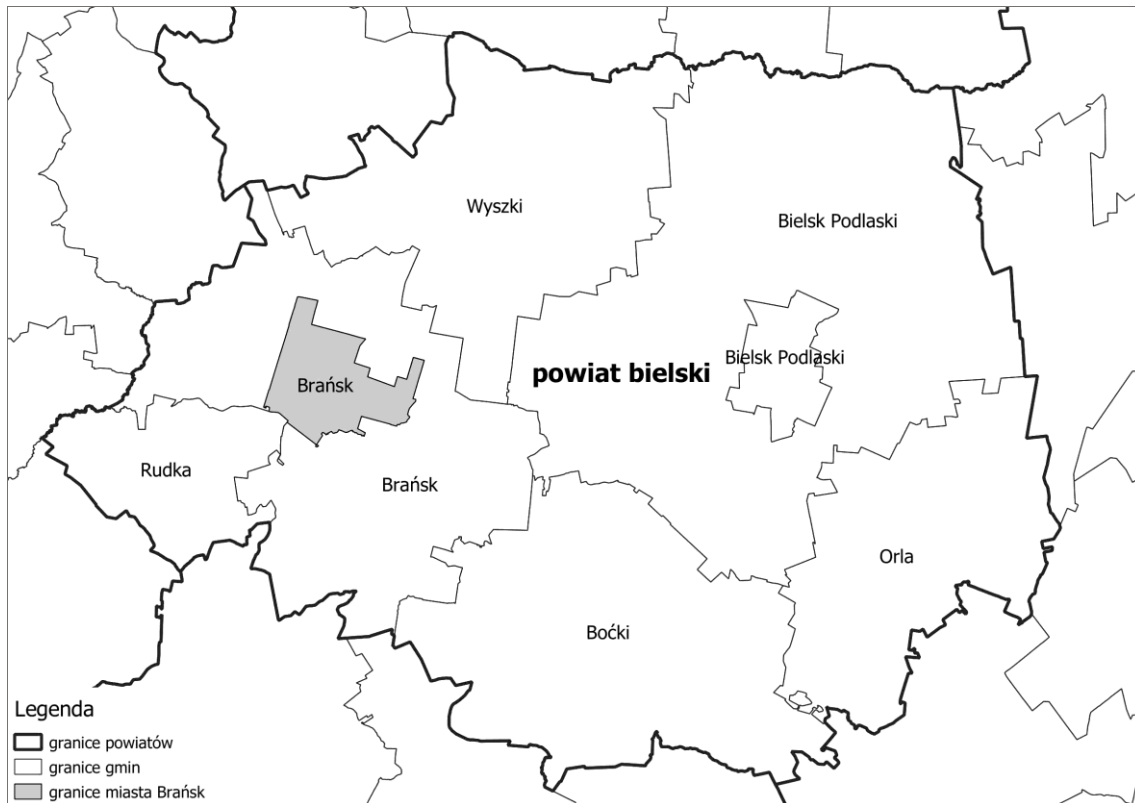 Wyszki
Bielsk Podlaski
Bielsk Podlaski
powiat bielski
Brańsk
Rudka
Brańsk
Orla
Boćki
Legenda
granice powiatów
granice gmin
granice miasta Brańsk